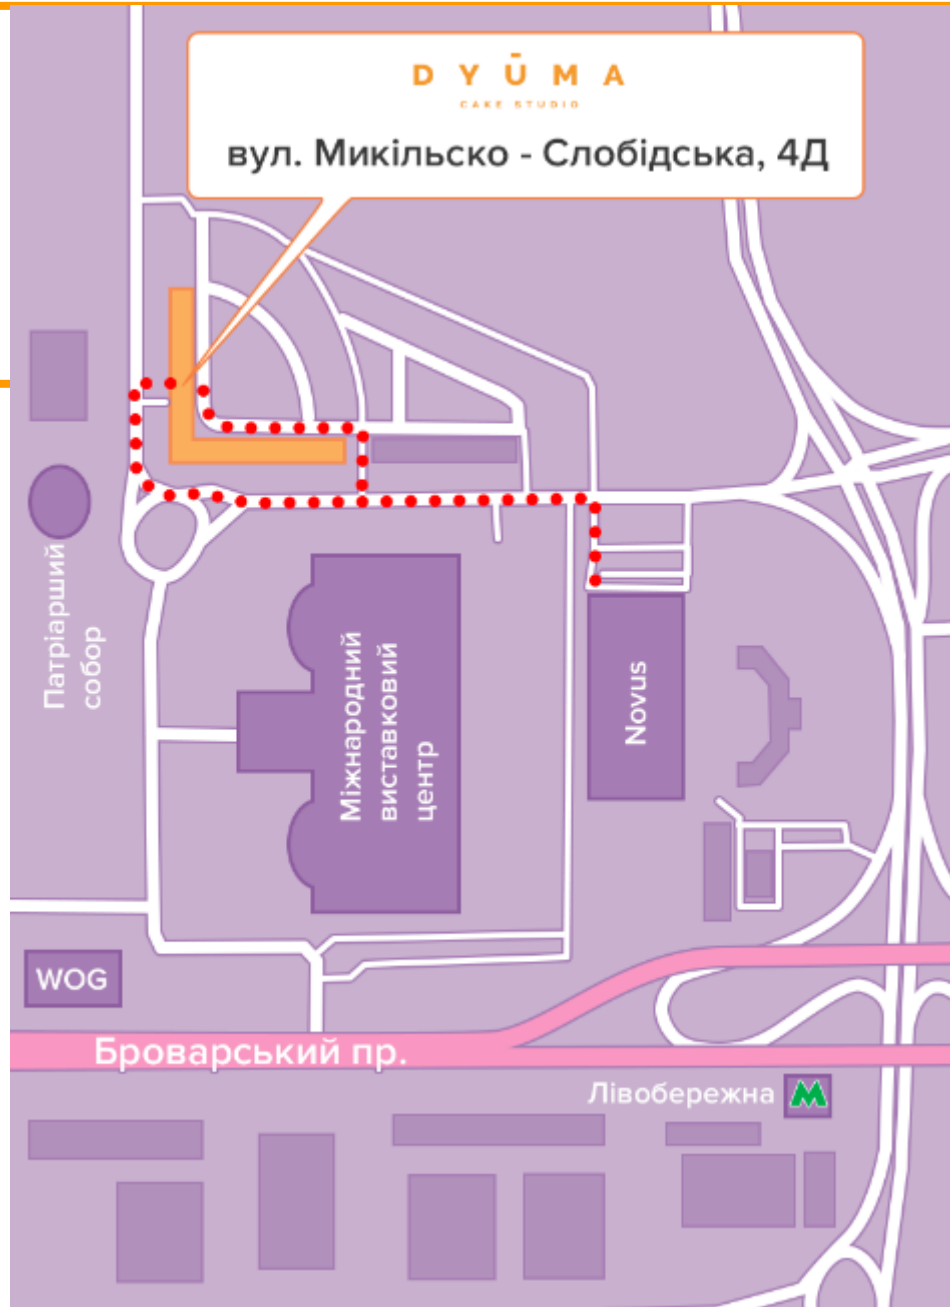 DYŪMA
CAKE STUDIO
вул. Микільско - Слобідська, 4Д
Патріарший
собор
Міжнародний
виставковий
центр
Novus
WOG
Броварський пр.
Лівобережна